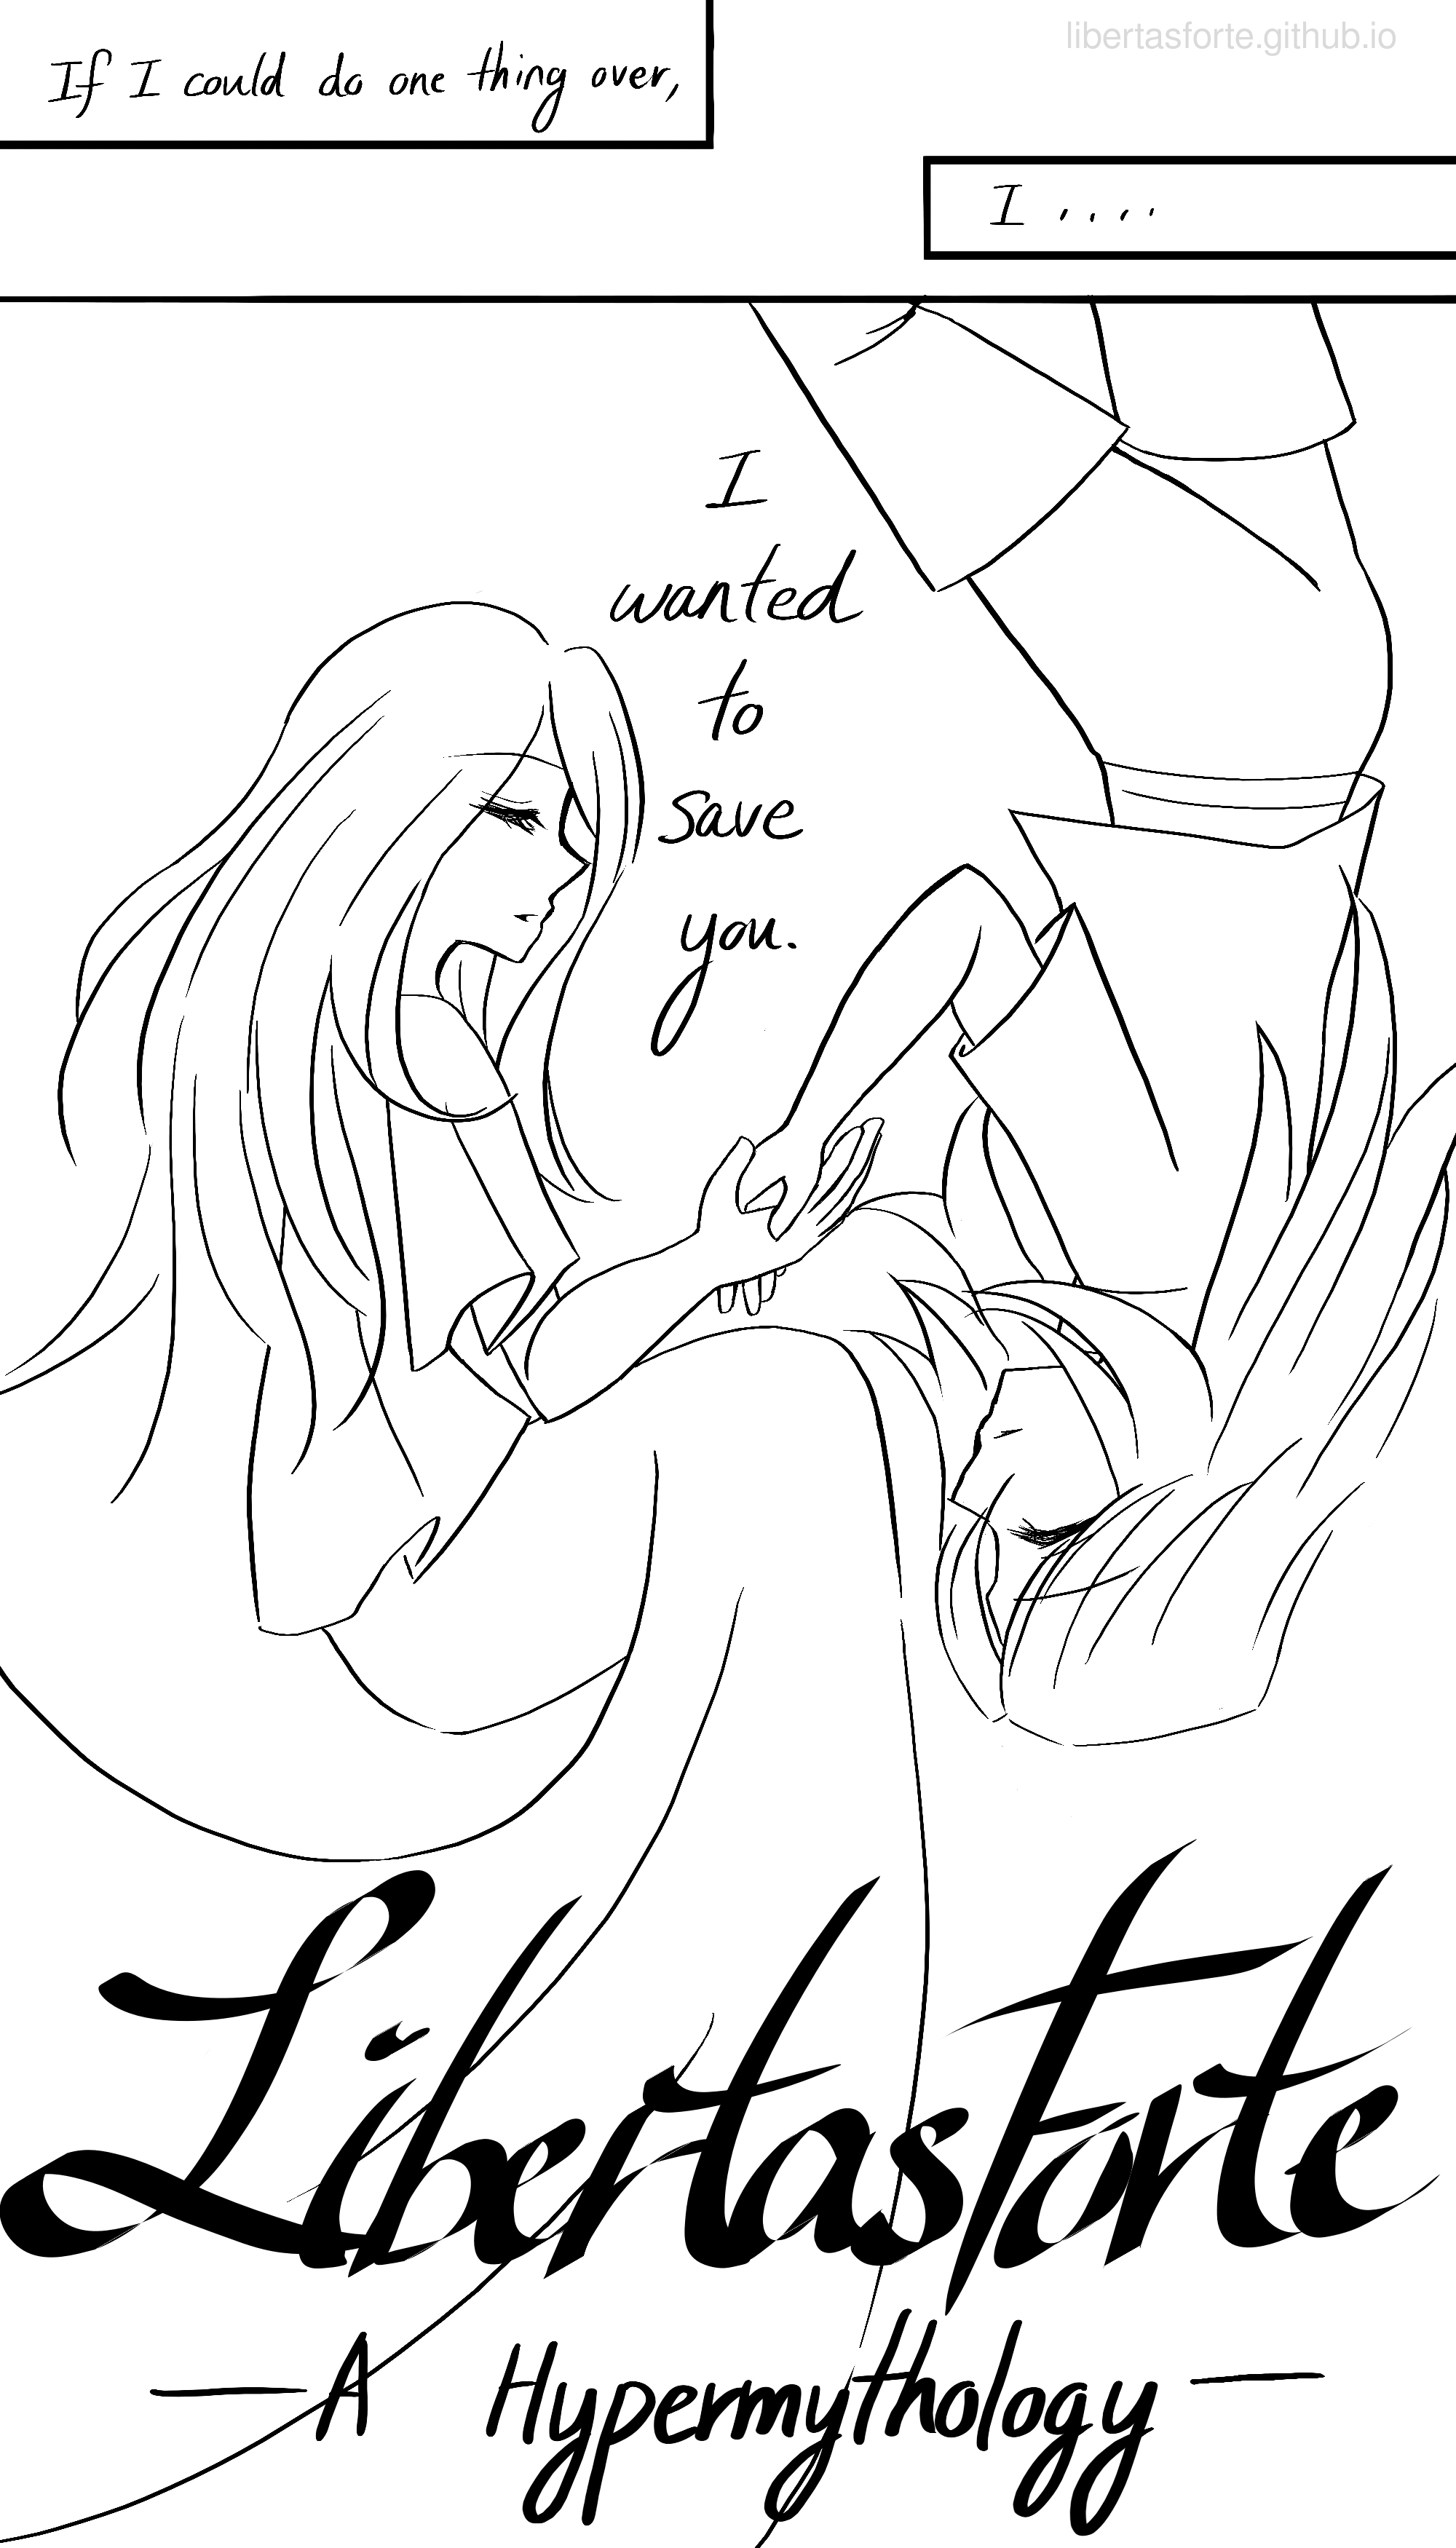 libertasforte.github.io
If I could do one thing over,
I ....
I
wanted
to
save
you.
LibertasForte
— A Hypermythology —